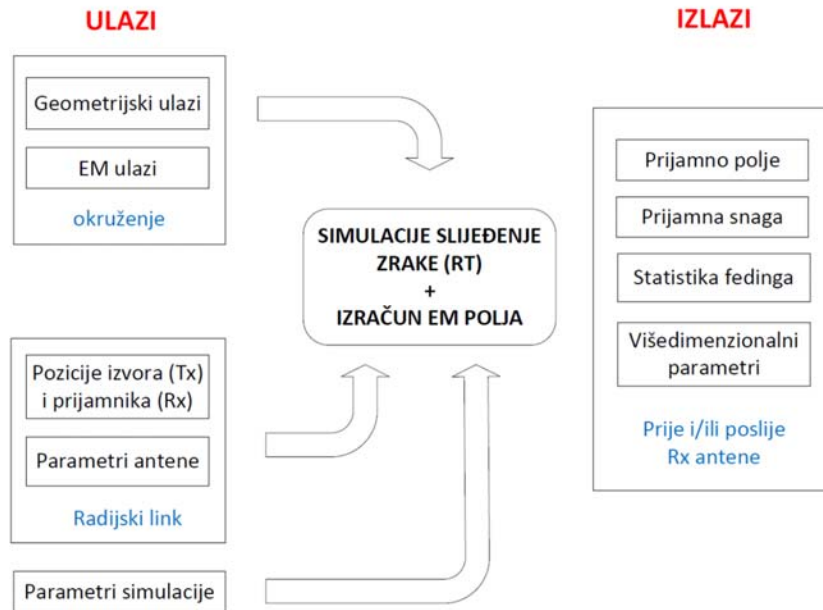 ULAZI
Geometrijski ulazi
EM ulazi
okruženje
Pozicije izvora (Tx)
i prijamnika (Rx)
Parametri antene
Radijski link
Parametri simulacije
SIMULACIJE SLIJEĐENJE
ZRAKE (RT)
+
IZRAČUN EM POLJA
IZLAZI
Prijamno polje
Prijamna snaga
Statistika fedinga
Višedimenzionalni
parametri
Prije i/ili poslije
Rx antene